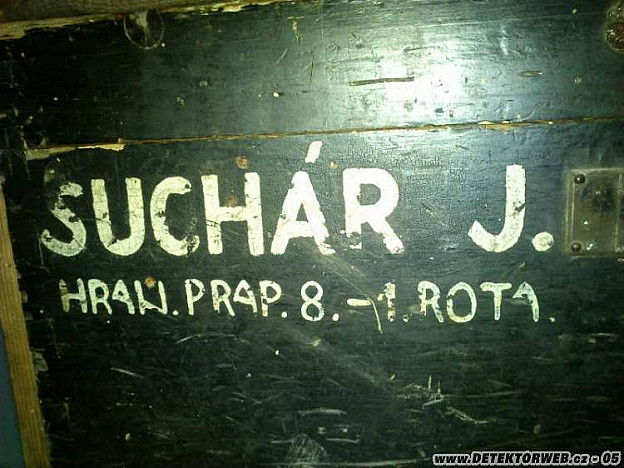 SUCHÁR J.
HRAN. PRAP. 8. - 1. ROTA.
www.DETEKTORWEB.cz - 05